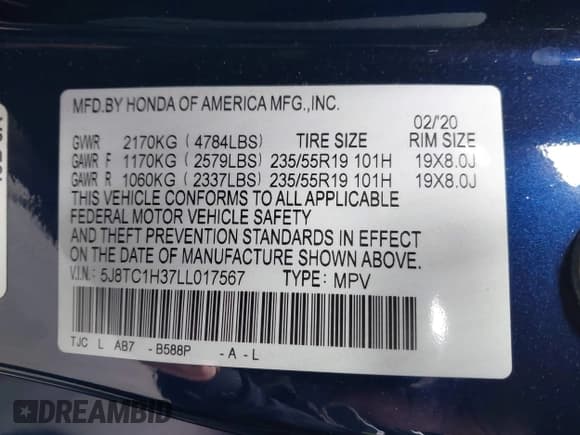 MFD.BY HONDA OF AMERICA MFG.,INC.
02/'20
GVWR 2170KG ( 4784LBS) TIRE SIZE RIM SIZE
GAWR F 1170KG ( 2579LBS) 235/55R19 101H 19X8.0J
GAWR R 1060KG ( 2337LBS) 235/55R19 101H 19X8.0J
THIS VEHICLE CONFORMS TO ALL APPLICABLE
FEDERAL MOTOR VEHICLE SAFETY
AND THEFT PREVENTION STANDARDS IN EFFECT
ON THE DATE OF MANUFACTURE SHOWN ABOVE.
V.I.N.: 5J8TC1H37LL017567 TYPE: MPV
TJC L AB7 - B588P - A - L
DREAMBID